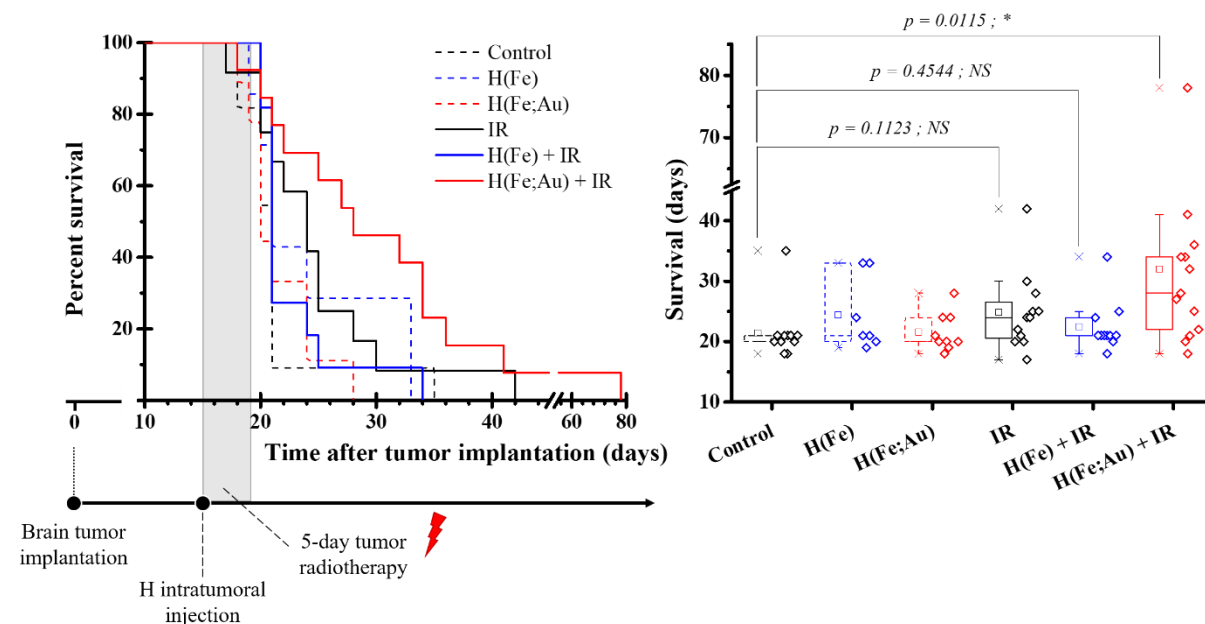 Percent survival
100
80
60
40
20
0
10
20
30
40
60
80
Time after tumor implantation (days)
Control
H(Fe)
H(Fe;Au)
IR
H(Fe) + IR
H(Fe;Au) + IR
Brain tumor
implantation
H intratumoral
injection
5-day tumor
radiotherapy
Survival (days)
80
70
40
30
20
10
p = 0.0115 ; *
p = 0.4544 ; NS
p = 0.1123 ; NS
Control
H(Fe)
H(Fe;Au)
IR
H(Fe) + IR
H(Fe;Au) + IR